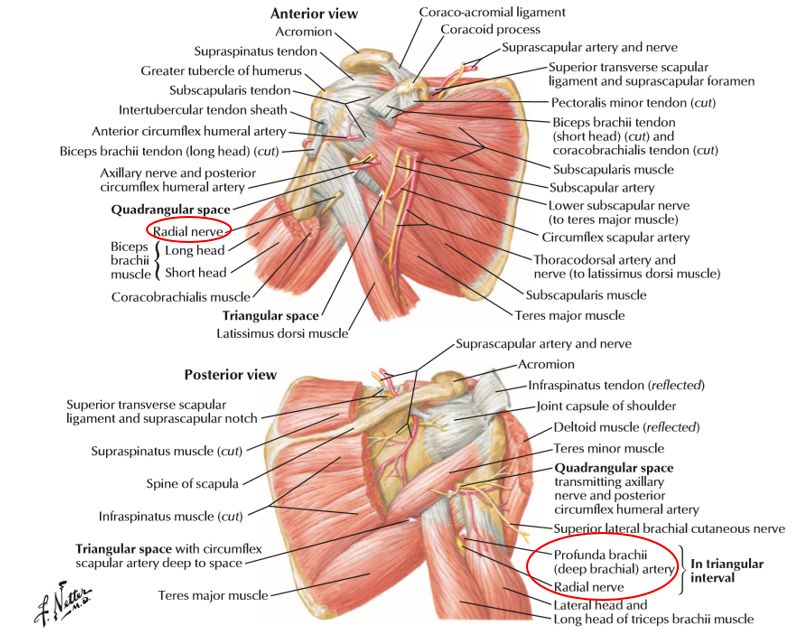 Anterior view
Coraco-acromial ligament
Acromion
Coracoid process
Supraspinatus tendon
Suprascapular artery and nerve
Greater tubercle of humerus
Superior transverse scapular
ligament and suprascapular foramen
Subscapularis tendon
Intertubercular tendon sheath
Pectoralis minor tendon (cut)
Anterior circumflex humeral artery
Biceps brachii tendon
(short head) (cut) and
coracobrachialis tendon (cut)
Biceps brachii tendon (long head) (cut)
Axillary nerve and posterior
circumflex humeral artery
Subscapularis muscle
Subscapular artery
Quadrangular space
Lower subscapular nerve
(to teres major muscle)
Radial nerve
Circumflex scapular artery
Biceps
brachii
muscle
Long head
Short head
Thoracodorsal artery and
nerve (to latissimus dorsi muscle)
Coracobrachialis muscle
Subscapularis muscle
Triangular space
Teres major muscle
Latissimus dorsi muscle
Suprascapular artery and nerve
Posterior view
Acromion
Infraspinatus tendon (reflected)
Superior transverse scapular
ligament and suprascapular notch
Joint capsule of shoulder
Deltoid muscle (reflected)
Supraspinatus muscle (cut)
Teres minor muscle
Spine of scapula
Quadrangular space
transmitting axillary
nerve and posterior
circumflex humeral artery
Infraspinatus muscle (cut)
Superior lateral brachial cutaneous nerve
Triangular space with circumflex
scapular artery deep to space
Profunda brachii
(deep brachial) artery
Radial nerve
In triangular
interval
Teres major muscle
Lateral head and
Long head of triceps brachii muscle
F. Netter
M.D.